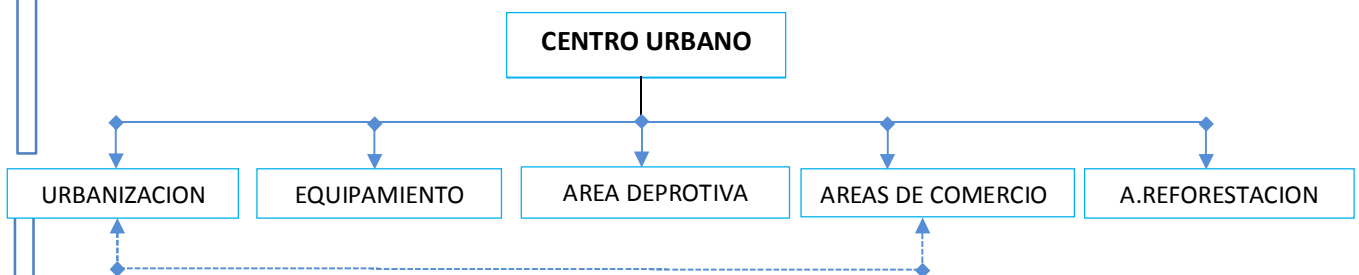 CENTRO URBANO
URBANIZACION
EQUIPAMIENTO
AREA DEPROTIVA
AREAS DE COMERCIO
A.REFORESTACION